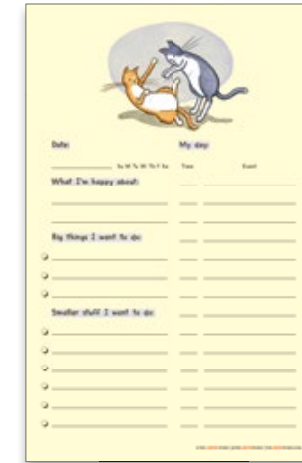 Date:
Su M Tu W Th F Sa
What I'm happy about:
Big things I want to do:
Smaller stuff I want to do:
My day:
Time Event